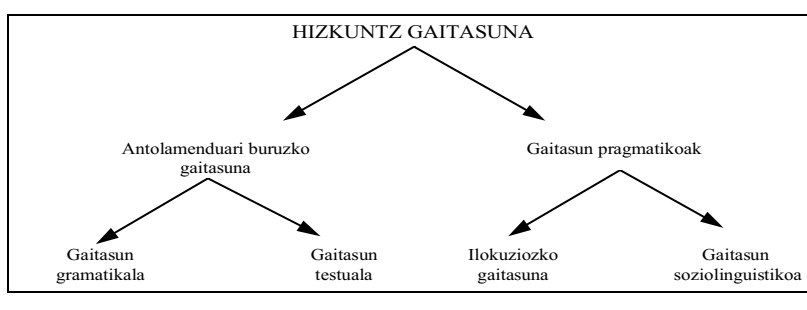 HIZKUNTZ GAITASUNA
Antolamenduari buruzko
gaitasuna
Gaitasun pragmatikoak
Gaitasun
gramatikala
Gaitasun
testuala
Ilokuziozko
gaitasuna
Gaitasun
soziolinguistikoa